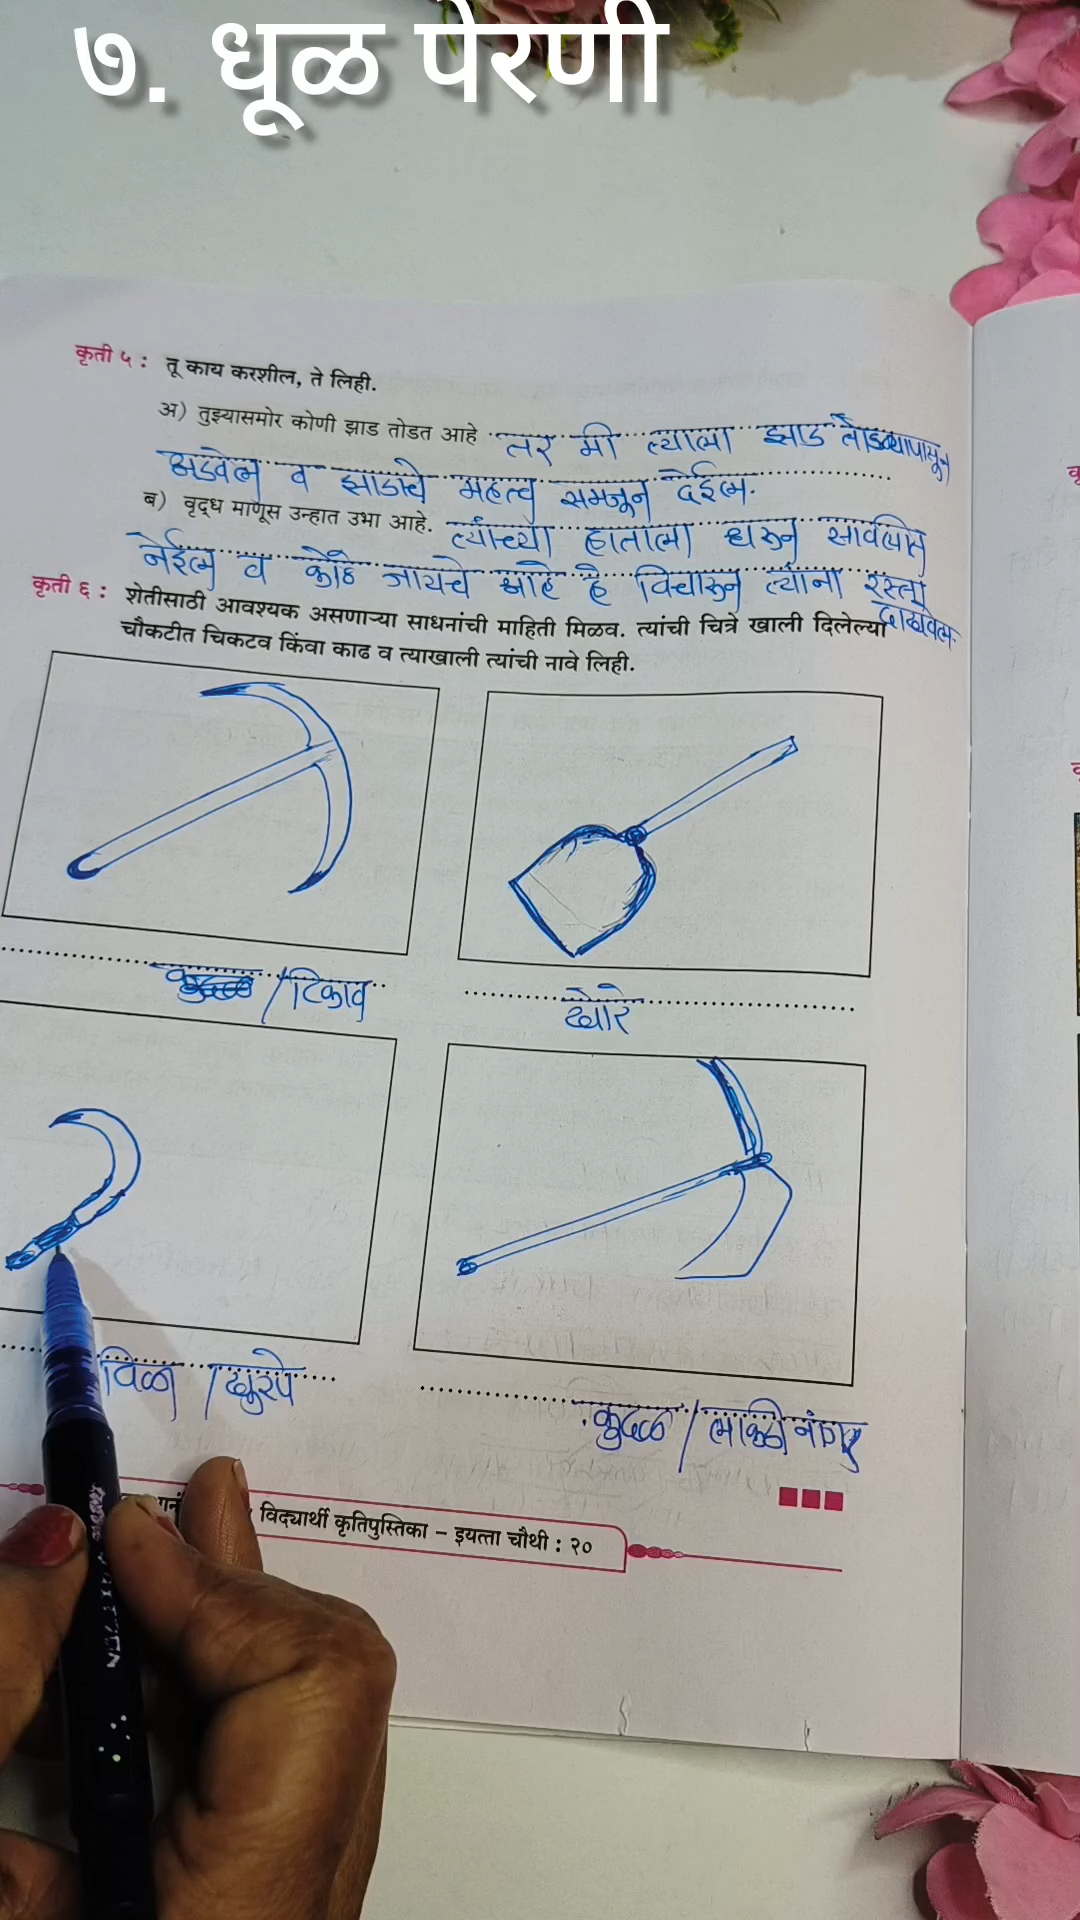 ७. धूळ पेरणी
कृती ५ : तू काय करशील, ते लिही.
अ) तुझ्यासमोर कोणी झाड तोडत आहे तर मी त्याला झाड तोडण्यापासून
अडवेल व झाडाचे महत्व समजून देईल.
ब) वृद्ध माणूस उन्हात उभा आहे. त्यांच्या हाताला धरून सावलीत
नेईल व कोठे जायचे आहे हे विचारून त्यांना रस्ता
दाखवेल.
कृती ६ : शेतीसाठी आवश्यक असणाऱ्या साधनांची माहिती मिळव. त्यांची चित्रे खाली दिलेल्या
चौकटीत चिकटव किंवा काढ व त्याखाली त्यांची नावे लिही.
/ टिकाव
खोरे
विळा / खुरपे
कुदळ / लाकडी नांगर
विद्यार्थी कृतिपुस्तिका – इयत्ता चौथी : २०